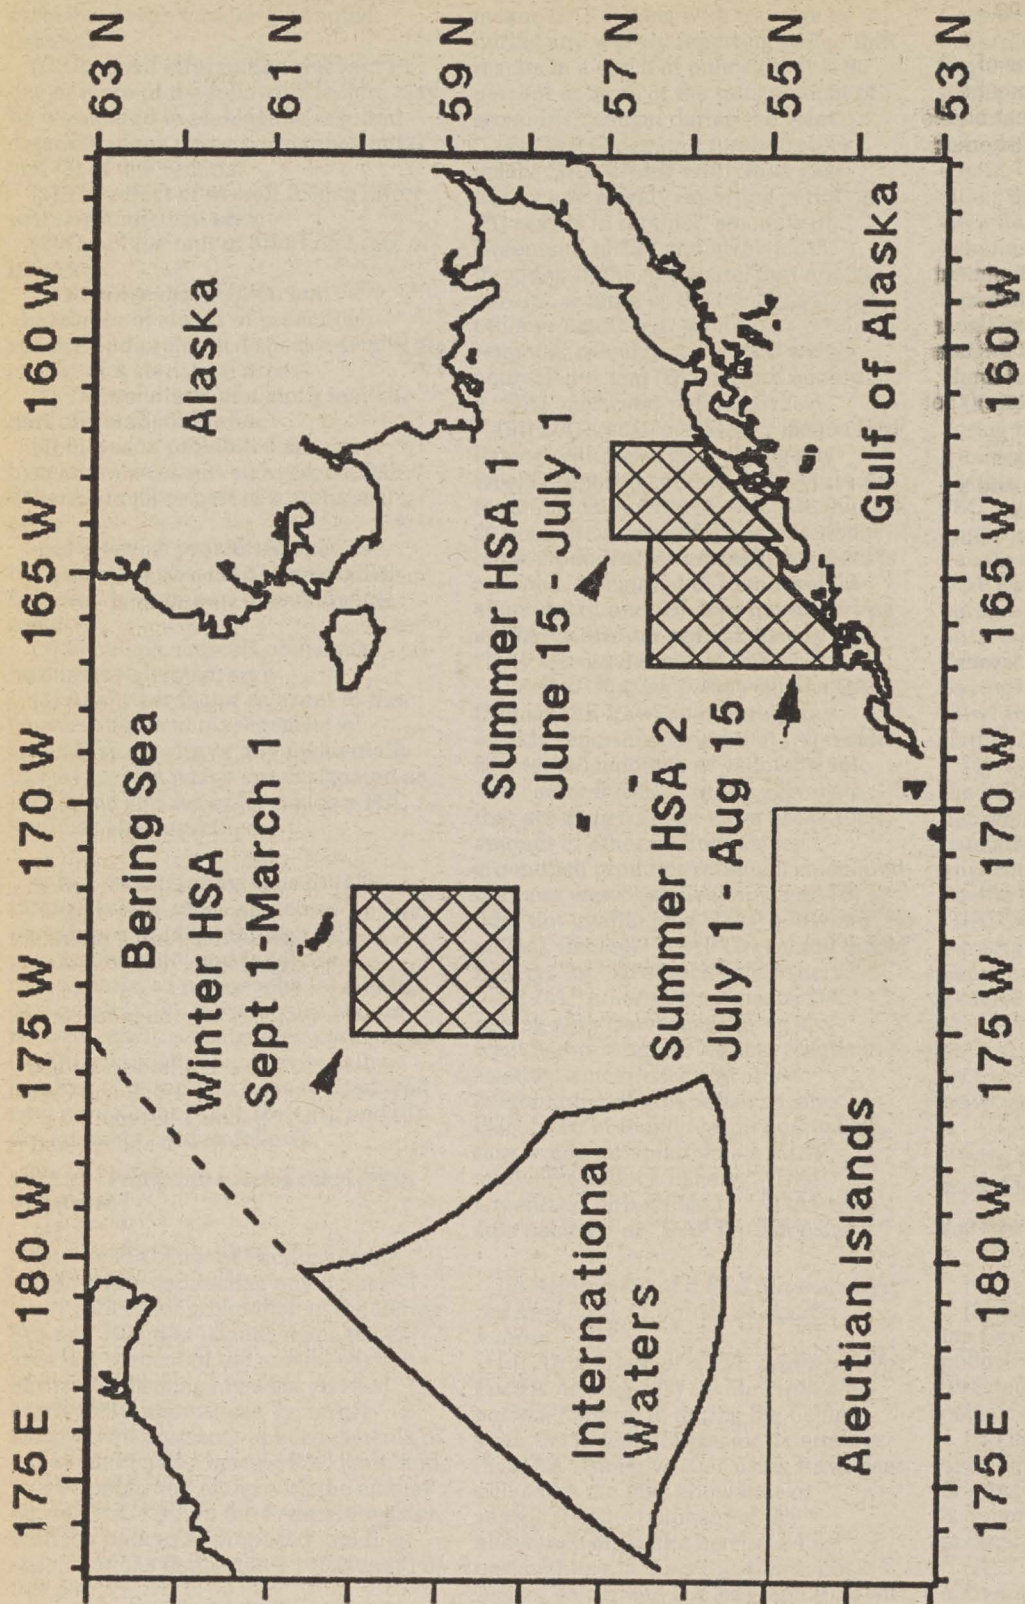 175 E
180 W
175 W
170 W
165 W
160 W
63 N
61 N
59 N
57 N
55 N
53 N
Bering Sea
Alaska
Winter HSA
Sept 1-March 1
Summer HSA 1
June 15 - July 1
International
Waters
Summer HSA 2
July 1 - Aug 15
Aleutian Islands
Gulf of Alaska
175 E
180 W
175 W
170 W
165 W
160 W